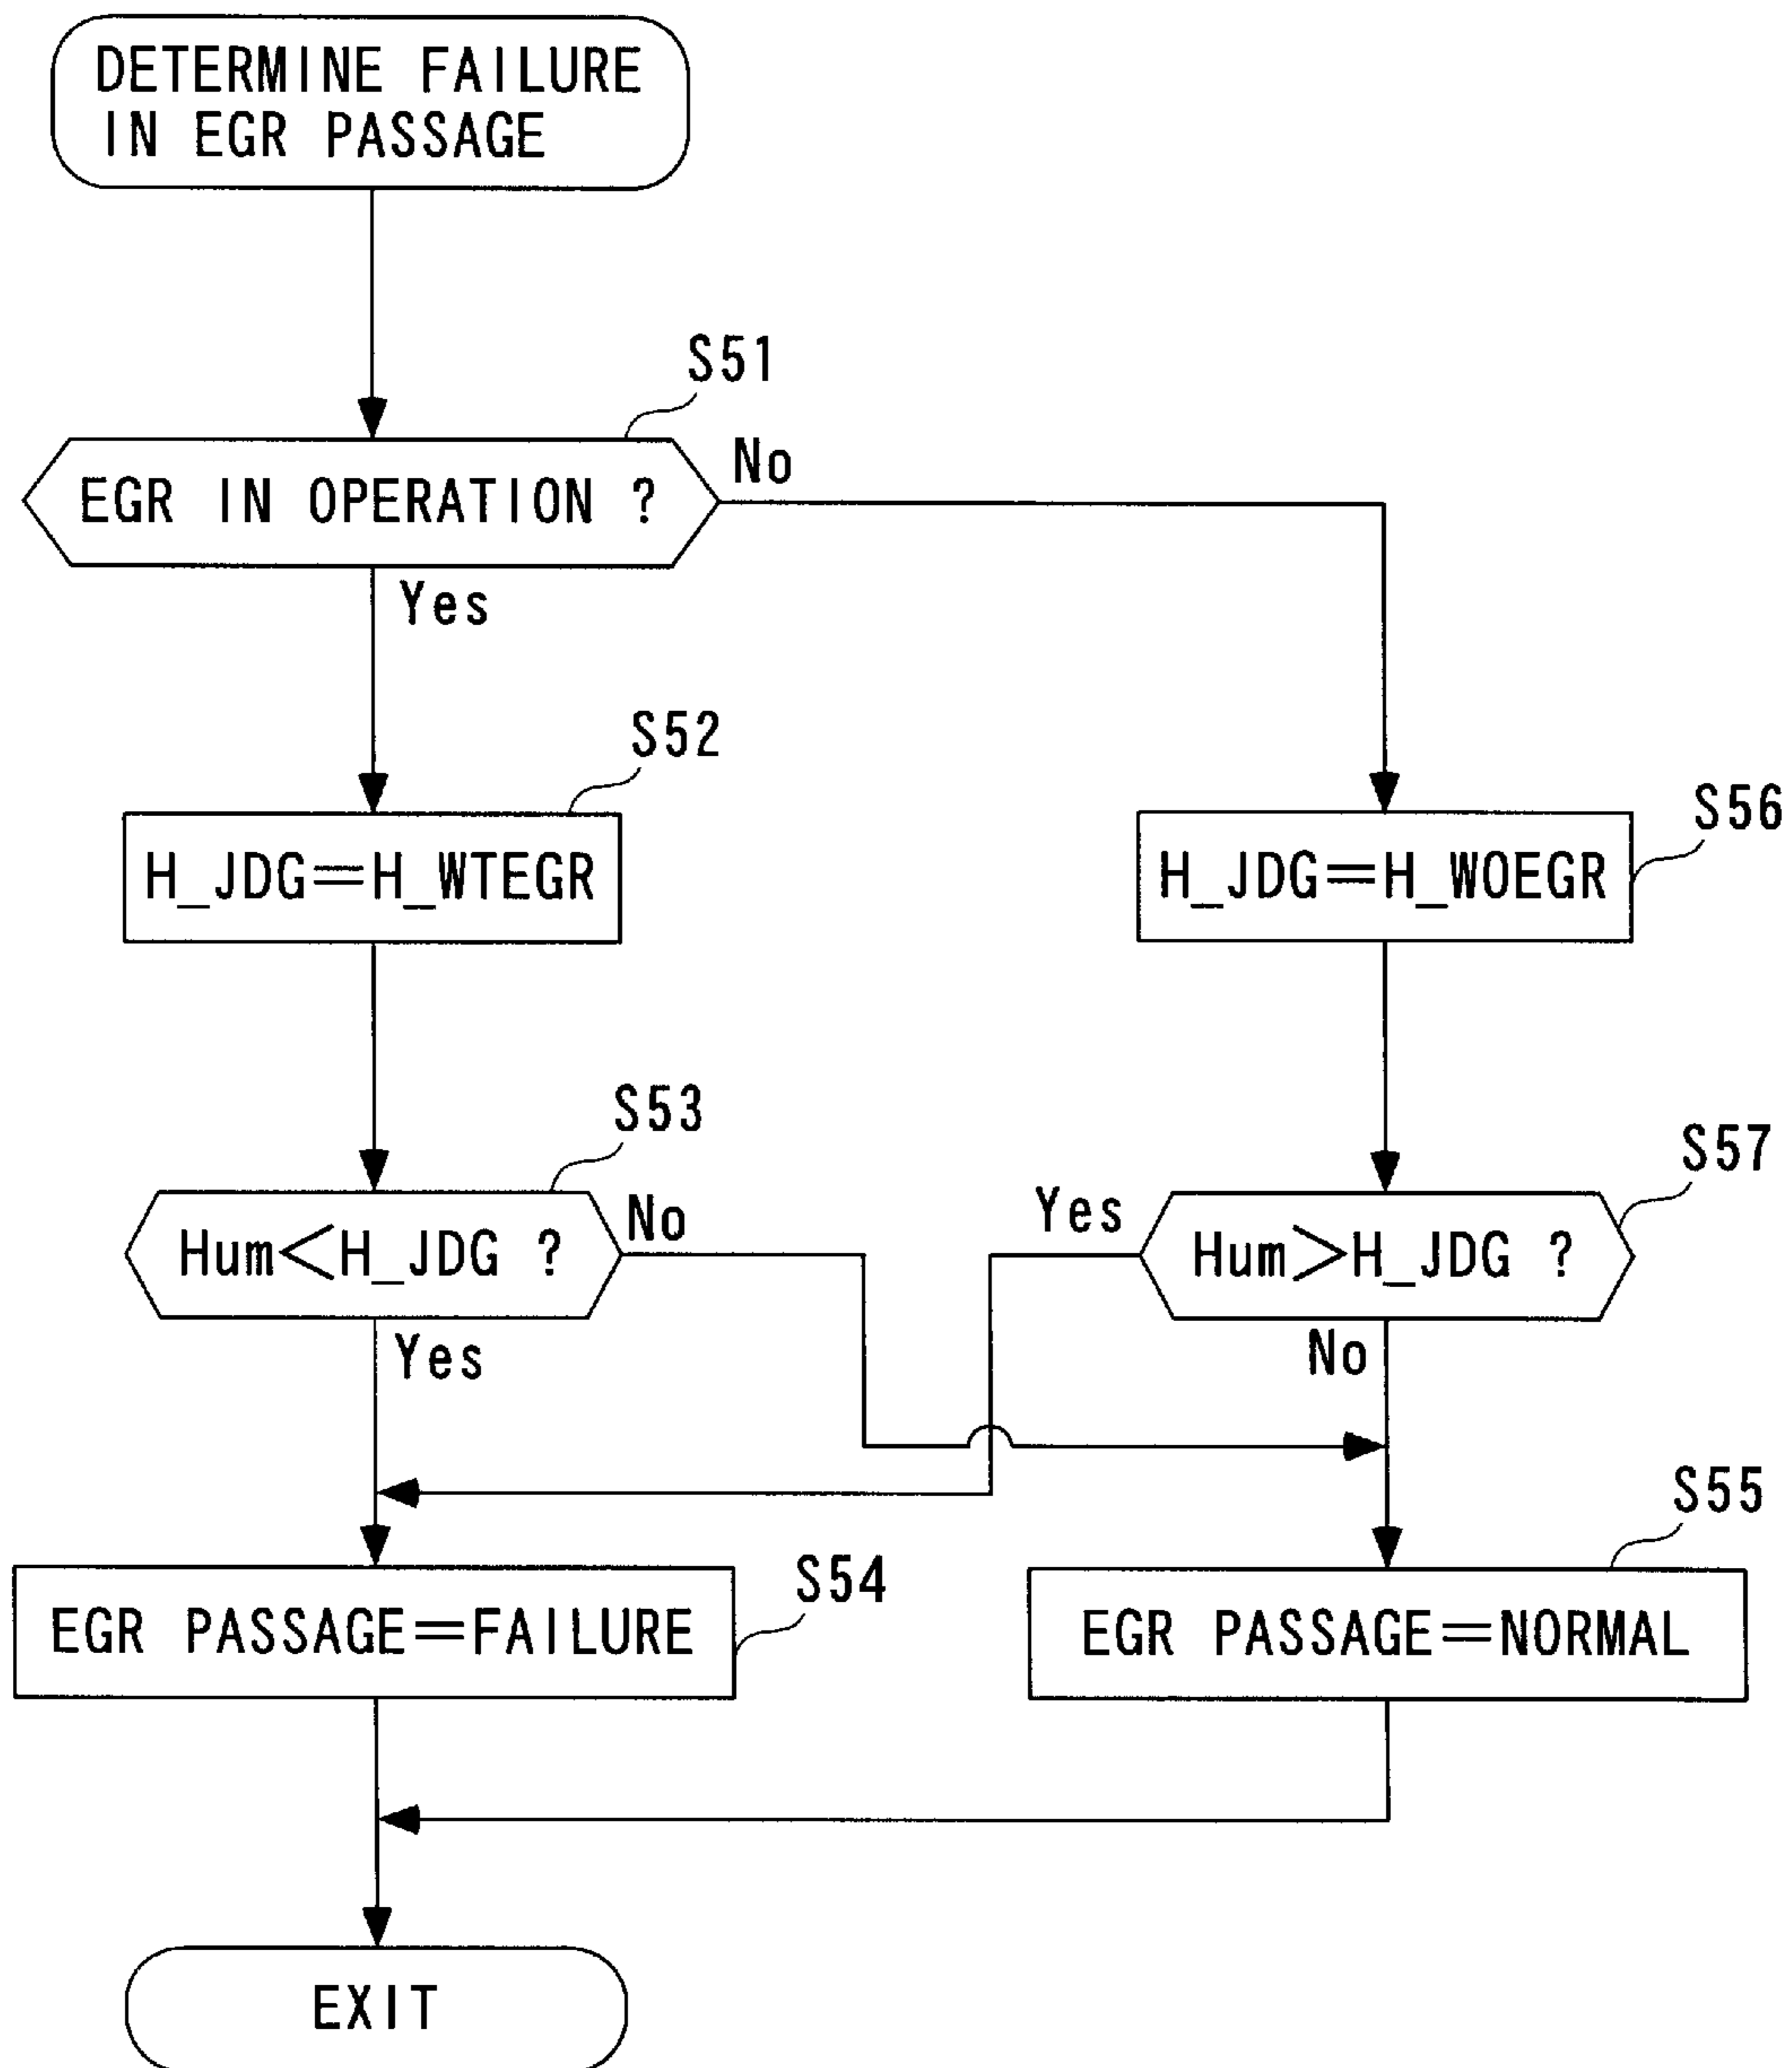 DETERMINE FAILURE
IN EGR PASSAGE
S51
EGR IN OPERATION ?
No
Yes
S52
H_JDG=H_WTEGR
S56
H_JDG=H_WOEGR
S53
Hum<H_JDG ?
No
Yes
S57
Yes
Hum>H_JDG ?
No
S54
EGR PASSAGE=FAILURE
S55
EGR PASSAGE=NORMAL
EXIT